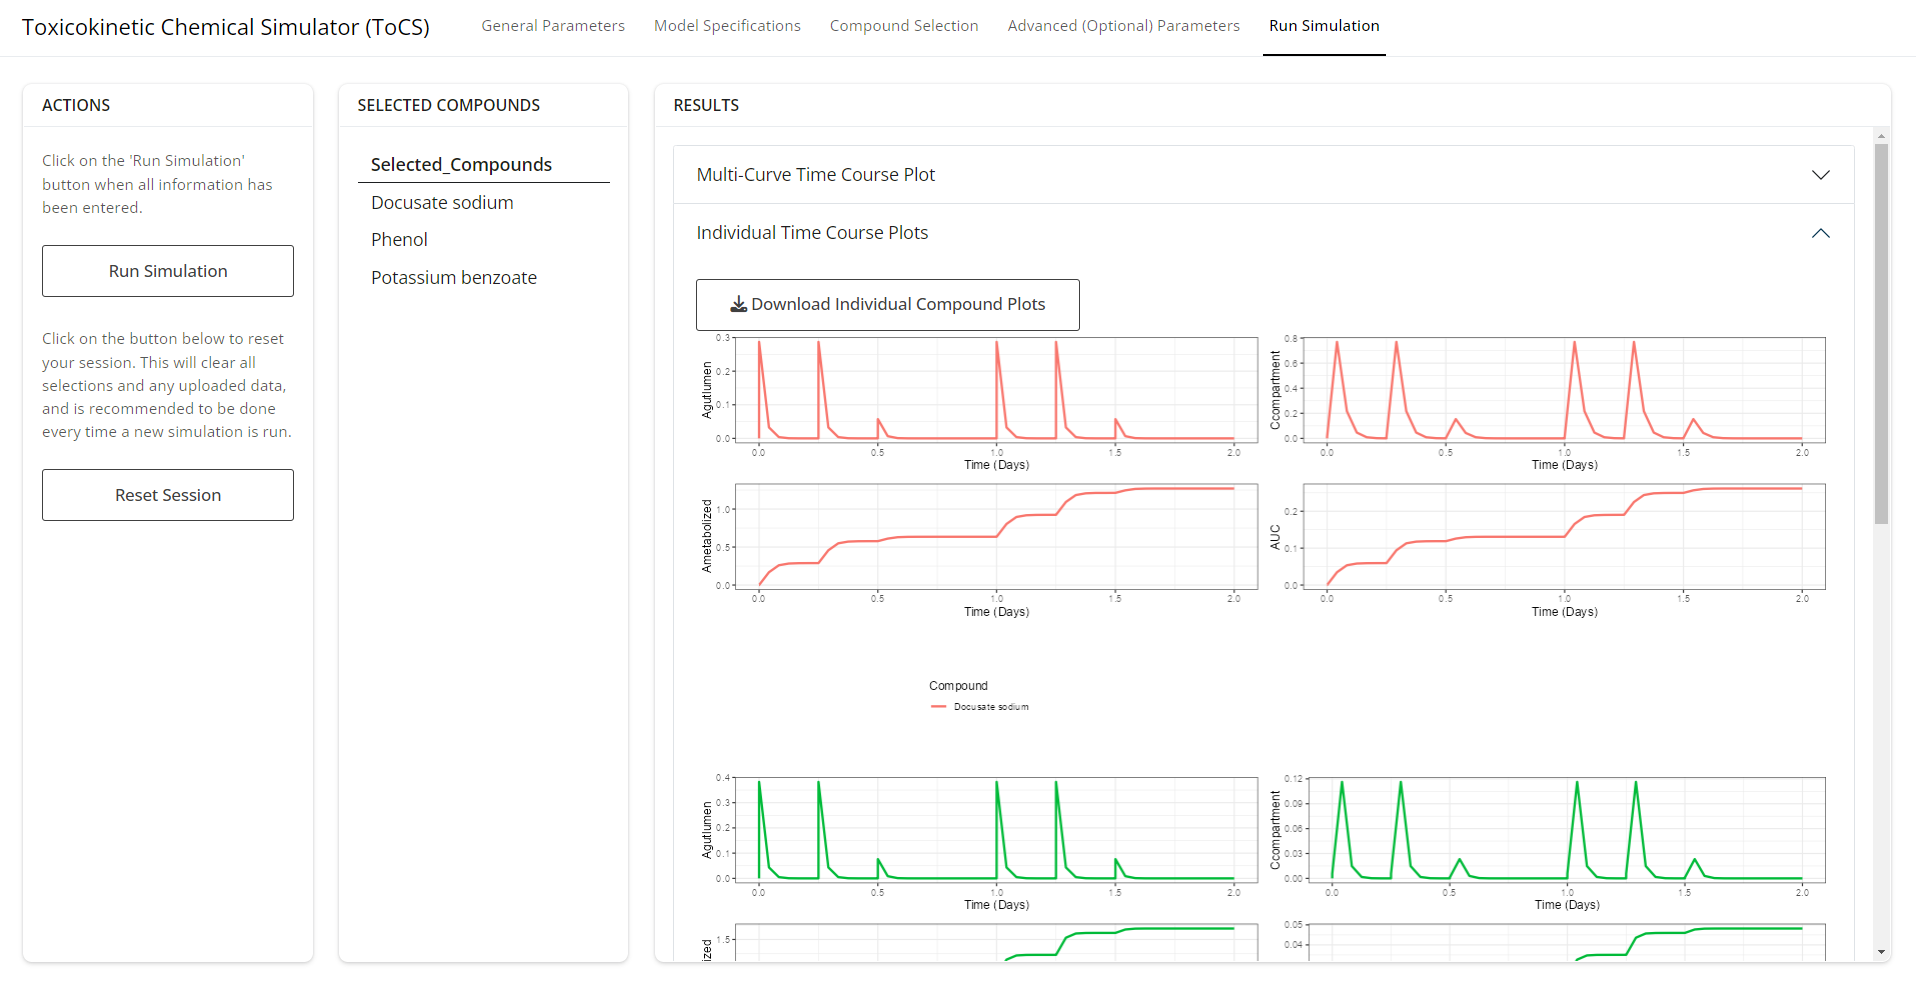 Toxicokinetic Chemical Simulator (ToCS)
General Parameters
Model Specifications
Compound Selection
Advanced (Optional) Parameters
Run Simulation
ACTIONS
Click on the 'Run Simulation'
button when all information has
been entered.
Run Simulation
Click on the button below to reset
your session. This will clear all
selections and any uploaded data,
and is recommended to be done
every time a new simulation is run.
Reset Session
SELECTED COMPOUNDS
Selected_Compounds
Docusate sodium
Phenol
Potassium benzoate
RESULTS
Multi-Curve Time Course Plot
Individual Time Course Plots
Download Individual Compound Plots
Agutlumen
0.3
0.2
0.1
0.0
0.0 0.5 1.0 1.5 2.0
Time (Days)
Ccompartment
0.8
0.6
0.4
0.2
0.0
0.0 0.5 1.0 1.5 2.0
Time (Days)
Ametabolized
1.0
0.5
0.0
0.0 0.5 1.0 1.5 2.0
Time (Days)
AUC
0.2
0.1
0.0
0.0 0.5 1.0 1.5 2.0
Time (Days)
Compound
Docusate sodium
Agutlumen
0.4
0.3
0.2
0.1
0.0
0.0 0.5 1.0 1.5 2.0
Time (Days)
Ccompartment
0.12
0.09
0.06
0.03
0.00
0.0 0.5 1.0 1.5 2.0
Time (Days)
ized
1.5
0.05
0.04